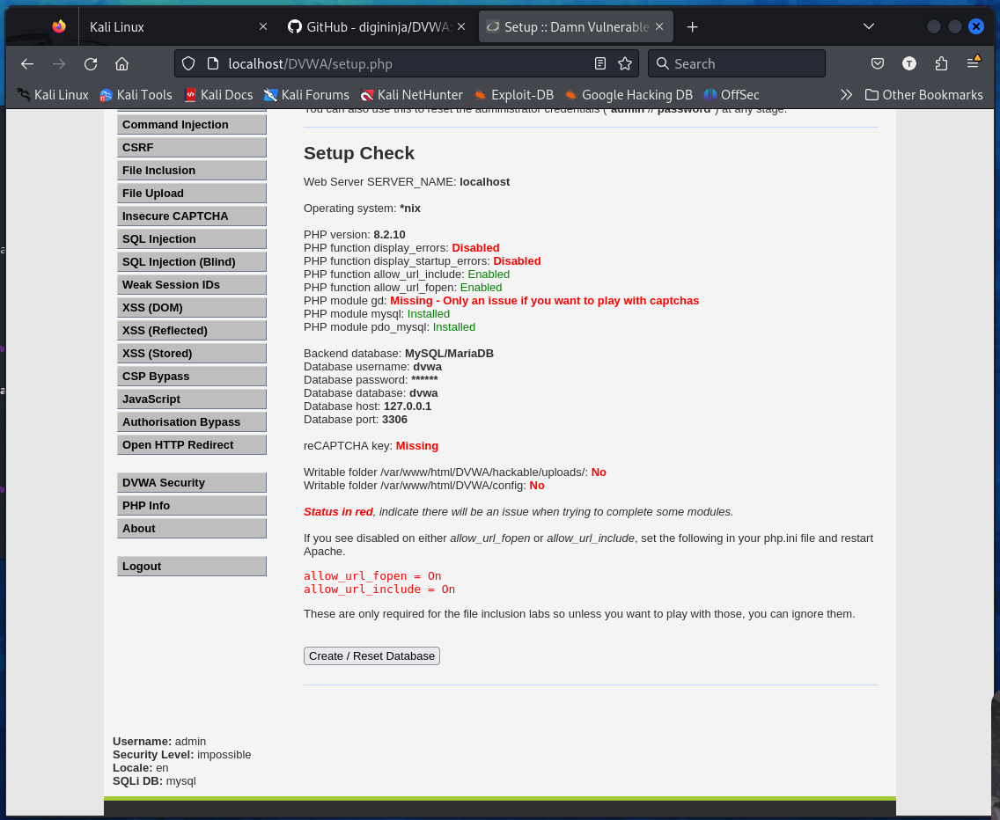 Kali Linux
GitHub - digininja/DVWA:
Setup :: Damn Vulnerable
localhost/DVWA/setup.php
Search
T
Kali Linux
Kali Tools
Kali Docs
Kali Forums
Kali NetHunter
Exploit-DB
Google Hacking DB
OffSec
Other Bookmarks
You can also use this to reset the administrator credentials ("admin // password") at any stage.
Command Injection
CSRF
File Inclusion
File Upload
Insecure CAPTCHA
SQL Injection
SQL Injection (Blind)
Weak Session IDs
XSS (DOM)
XSS (Reflected)
XSS (Stored)
CSP Bypass
JavaScript
Authorisation Bypass
Open HTTP Redirect
DVWA Security
PHP Info
About
Logout
Setup Check
Web Server SERVER_NAME: localhost
Operating system: *nix
PHP version: 8.2.10
PHP function display_errors: Disabled
PHP function display_startup_errors: Disabled
PHP function allow_url_include: Enabled
PHP function allow_url_fopen: Enabled
PHP module gd: Missing - Only an issue if you want to play with captchas
PHP module mysql: Installed
PHP module pdo_mysql: Installed
Backend database: MySQL/MariaDB
Database username: dvwa
Database password: ******
Database database: dvwa
Database host: 127.0.0.1
Database port: 3306
reCAPTCHA key: Missing
Writable folder /var/www/html/DVWA/hackable/uploads/: No
Writable folder /var/www/html/DVWA/config: No
Status in red, indicate there will be an issue when trying to complete some modules.
If you see disabled on either allow_url_fopen or allow_url_include, set the following in your php.ini file and restart
Apache.
allow_url_fopen = On
allow_url_include = On
These are only required for the file inclusion labs so unless you want to play with those, you can ignore them.
Create / Reset Database
Username: admin
Security Level: impossible
Locale: en
SQLi DB: mysql